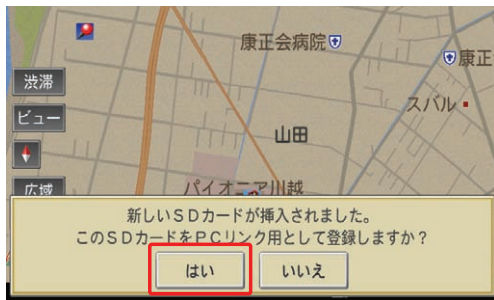 康正会病院
康正
渋滞
スバル
ビュー
山田
広域
パイオニア川越
新しいＳＤカードが挿入されました。
このＳＤカードをＰＣリンク用として登録しますか？
はい
いいえ